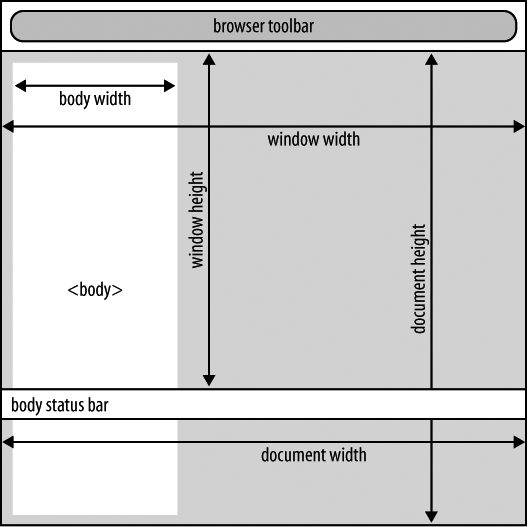 browser toolbar
body width
window width
window height
document height
<body>
body status bar
document width